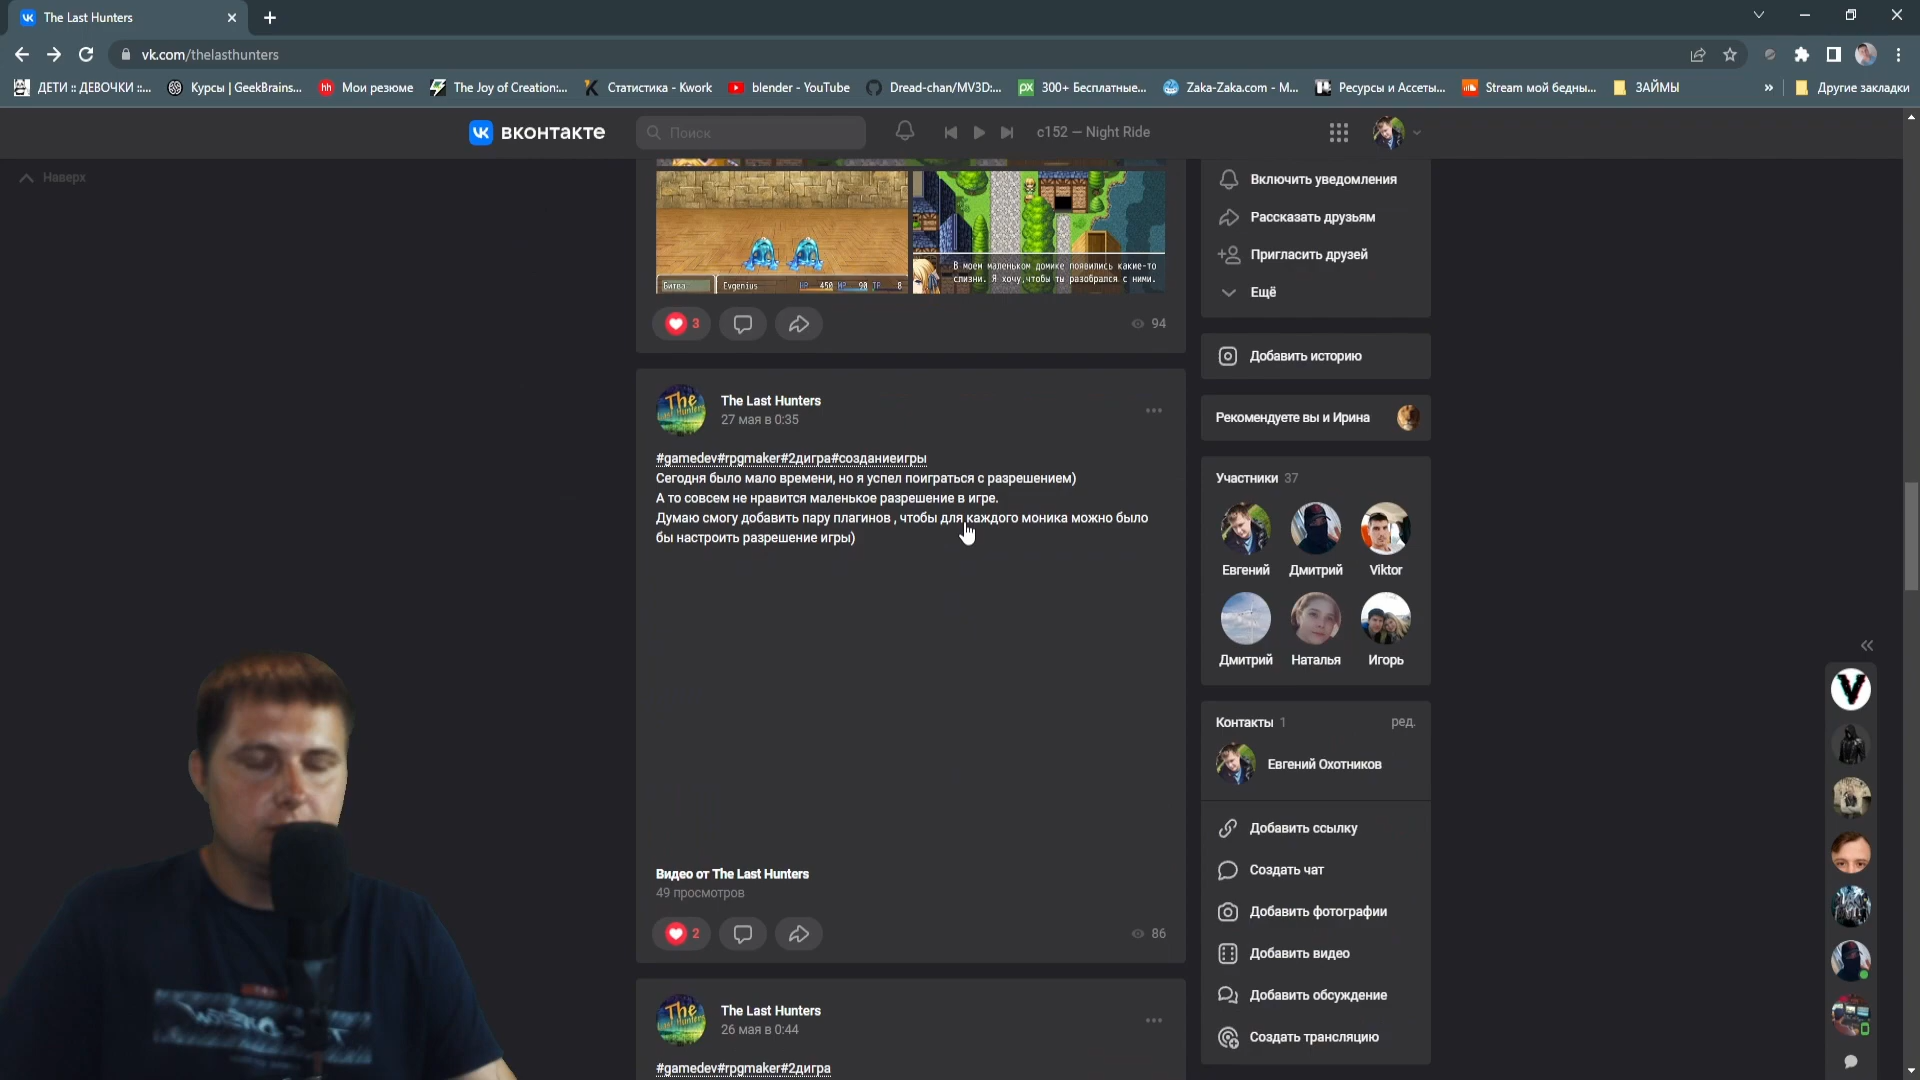 The Last Hunters
vk.com/thelasthunters
ДЕТИ :: ДЕВОЧКИ ::...
Курсы | GeekBrains...
Мои резюме
The Joy of Creation:...
Статистика - Kwork
blender - YouTube
Dread-chan/MV3D:...
300+ Бесплатные...
Zaka-Zaka.com - M...
Ресурсы и Ассеты...
Stream мой бедны...
ЗАЙМЫ
Другие закладки
ВКОНТАКТЕ
Поиск
c152 — Night Ride
Наверх
Битва
Evgenius
HP 450 MP 90 TP 8
В моем маленьком домике появились какие-то
слизни. Я хочу,чтобы ты разобрался с ними.
3
94
The Last Hunters
27 мая в 0:35
#gamedev#rpgmaker#2дигра#созданиеигры
Сегодня было мало времени, но я успел поиграться с разрешением)
А то совсем не нравится маленькое разрешение в игре.
Думаю смогу добавить пару плагинов , чтобы для каждого моника можно было
бы настроить разрешение игры)
Видео от The Last Hunters
49 просмотров
2
86
The Last Hunters
26 мая в 0:44
#gamedev#rpgmaker#2дигра
Включить уведомления
Рассказать друзьям
Пригласить друзей
Ещё
Добавить историю
Рекомендуете вы и Ирина
Участники 37
Евгений
Дмитрий
Viktor
Дмитрий
Наталья
Игорь
Контакты 1
ред.
Евгений Охотников
Добавить ссылку
Создать чат
Добавить фотографии
Добавить видео
Добавить обсуждение
Создать трансляцию